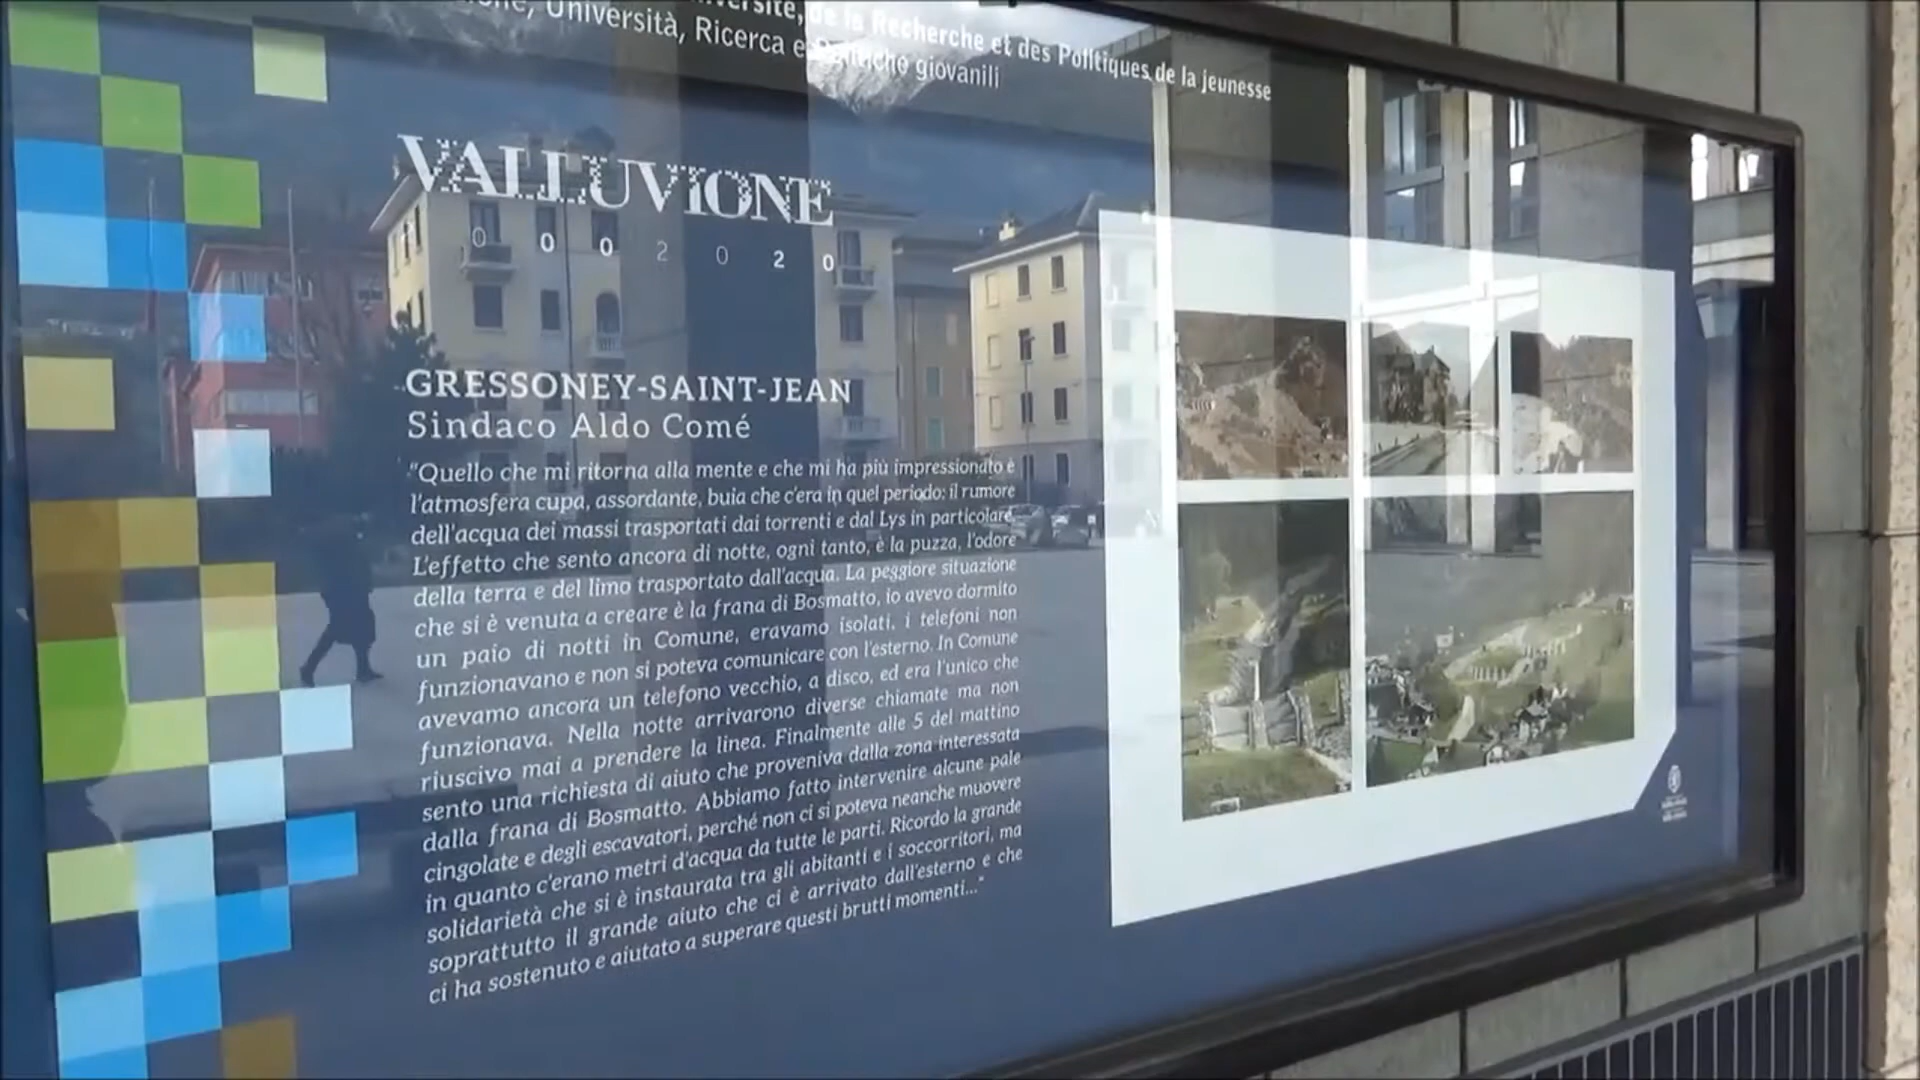 de la Recherche et des Politiques de la jeunesse
Università, Ricerca e Politiche giovanili
VALLUVIONE
0 0 0 2 0 2 0
GRESSONEY-SAINT-JEAN
Sindaco Aldo Comé
"Quello che mi ritorna alla mente e che mi ha più impressionato è
l'atmosfera cupa, assordante, buia che c'era in quel periodo: il rumore
dell'acqua dei massi trasportati dai torrenti e dal Lys in particolare.
L'effetto che sento ancora di notte, ogni tanto, è la puzza, l'odore
della terra e del limo trasportato dall'acqua. La peggiore situazione
che si è venuta a creare è la frana di Bosmatto, io avevo dormito
un paio di notti in Comune, eravamo isolati, i telefoni non
funzionavano e non si poteva comunicare con l'esterno. In Comune
avevamo ancora un telefono vecchio, a disco, ed era l'unico che
funzionava. Nella notte arrivarono diverse chiamate ma non
riuscivo mai a prendere la linea. Finalmente alle 5 del mattino
sento una richiesta di aiuto che proveniva dalla zona interessata
dalla frana di Bosmatto. Abbiamo fatto intervenire alcune pale
cingolate e degli escavatori, perché non ci si poteva neanche muovere
in quanto c'erano metri d'acqua da tutte le parti. Ricordo la grande
solidarietà che si è instaurata tra gli abitanti e i soccorritori, ma
soprattutto il grande aiuto che ci è arrivato dall'esterno e che
ci ha sostenuto e aiutato a superare questi brutti momenti..."